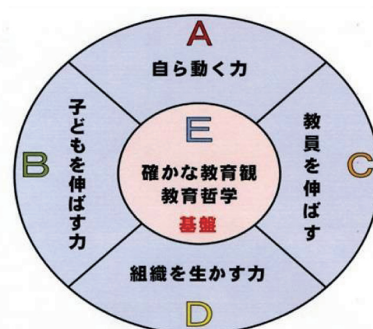 A
自ら動く力
B
子どもを伸ばす力
E
確かな教育観
教育哲学
基盤
C
教員を伸ばす
組織を生かす力
D